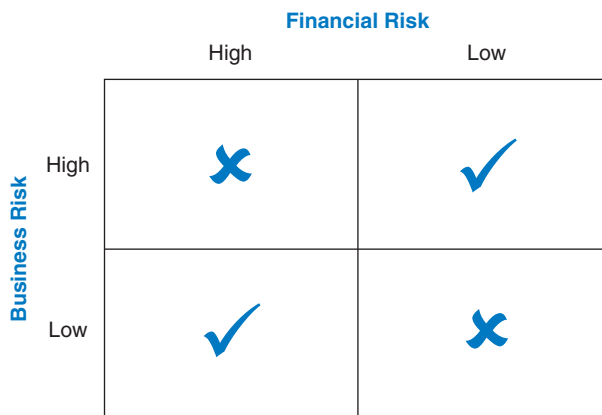 Financial Risk
High Low
High
Business Risk
Low